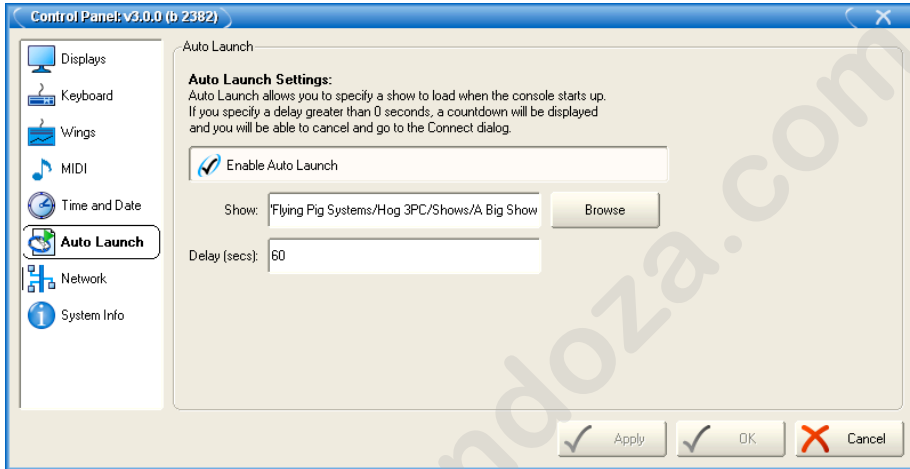 Control Panel: v3.0.0 (b 2382)
Displays
Keyboard
Wings
MIDI
Time and Date
Auto Launch
Network
System Info
Auto Launch
Auto Launch Settings:
Auto Launch allows you to specify a show to load when the console starts up.
If you specify a delay greater than 0 seconds, a countdown will be displayed
and you will be able to cancel and go to the Connect dialog.
Enable Auto Launch
Show: 'Flying Pig Systems/Hog 3PC/Shows/A Big Show Browse
Delay (secs): 60
Apply OK Cancel
ndoza.com